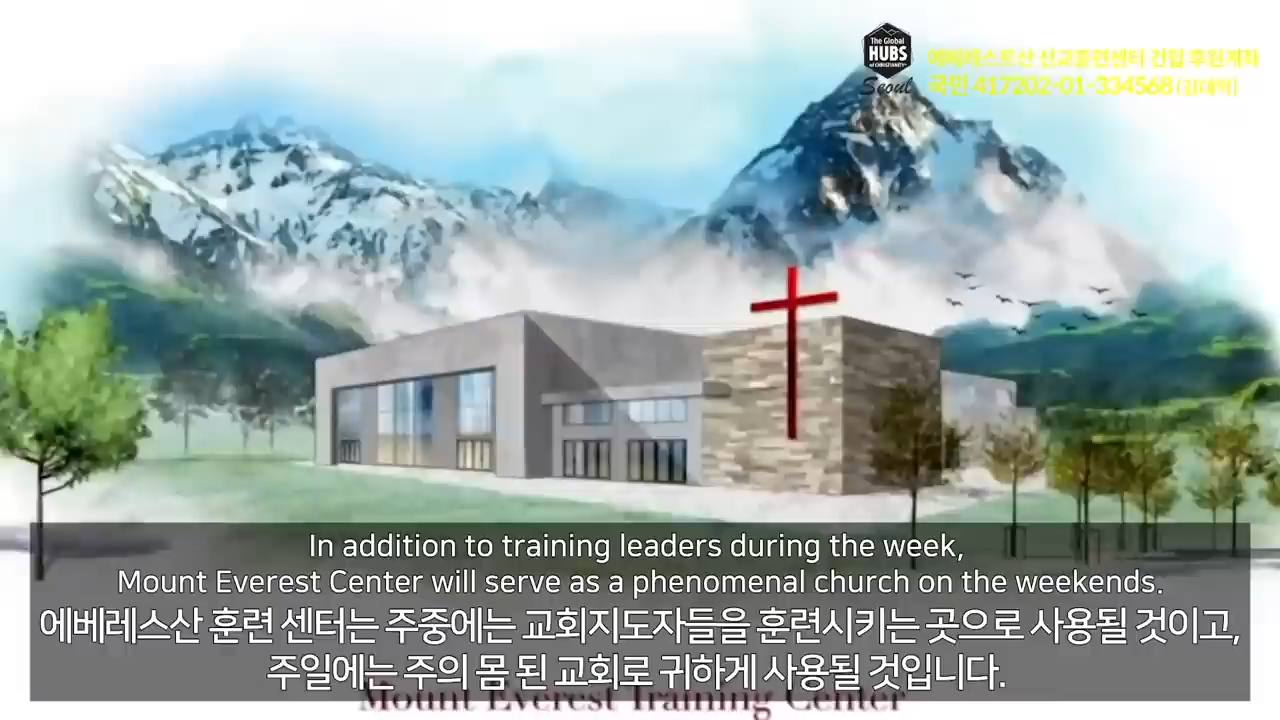 The Global
HUBS
of CHRISTIANITY
Seoul
에베레스트산 선교훈련센터 건립 후원계좌
국민 417202-01-334568 (김대혁)
In addition to training leaders during the week,
Mount Everest Center will serve as a phenomenal church on the weekends.
에베레스산 훈련 센터는 주중에는 교회지도자들을 훈련시키는 곳으로 사용될 것이고,
주일에는 주의 몸 된 교회로 귀하게 사용될 것입니다.
Mount Everest Training Center